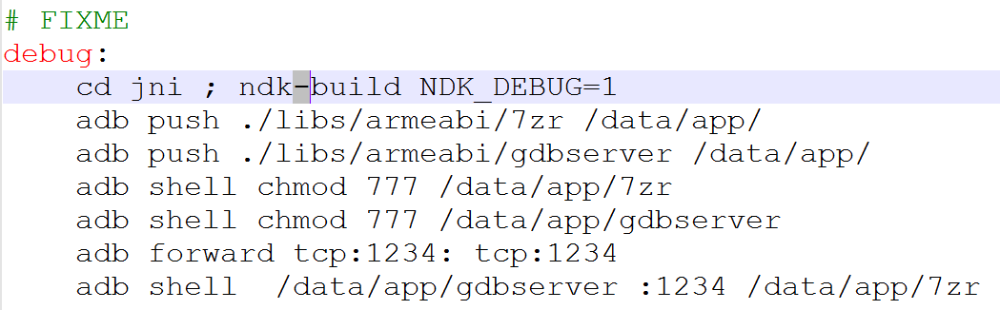 # FIXME
debug:
cd jni ; ndk-build NDK_DEBUG=1
adb push ./libs/armeabi/7zr /data/app/
adb push ./libs/armeabi/gdbserver /data/app/
adb shell chmod 777 /data/app/7zr
adb shell chmod 777 /data/app/gdbserver
adb forward tcp:1234: tcp:1234
adb shell  /data/app/gdbserver :1234 /data/app/7zr